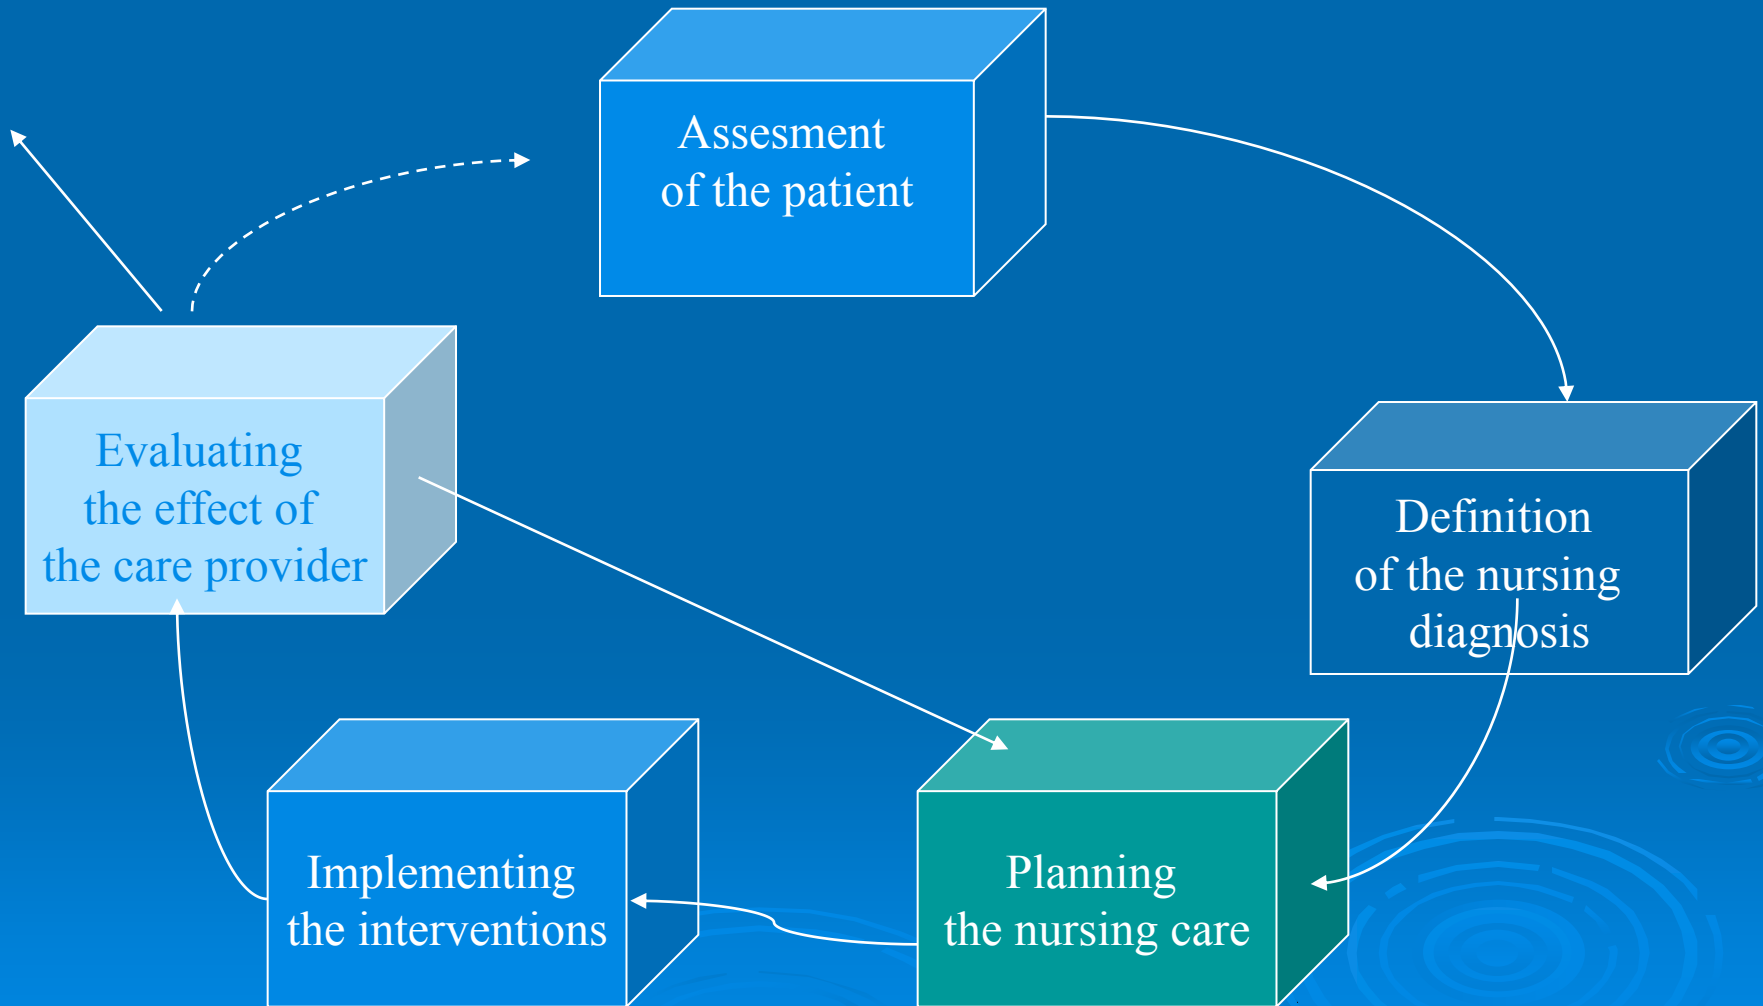 Assesment
of the patient
Evaluating
the effect of
the care provider
Definition
of the nursing
diagnosis
Implementing
the interventions
Planning
the nursing care